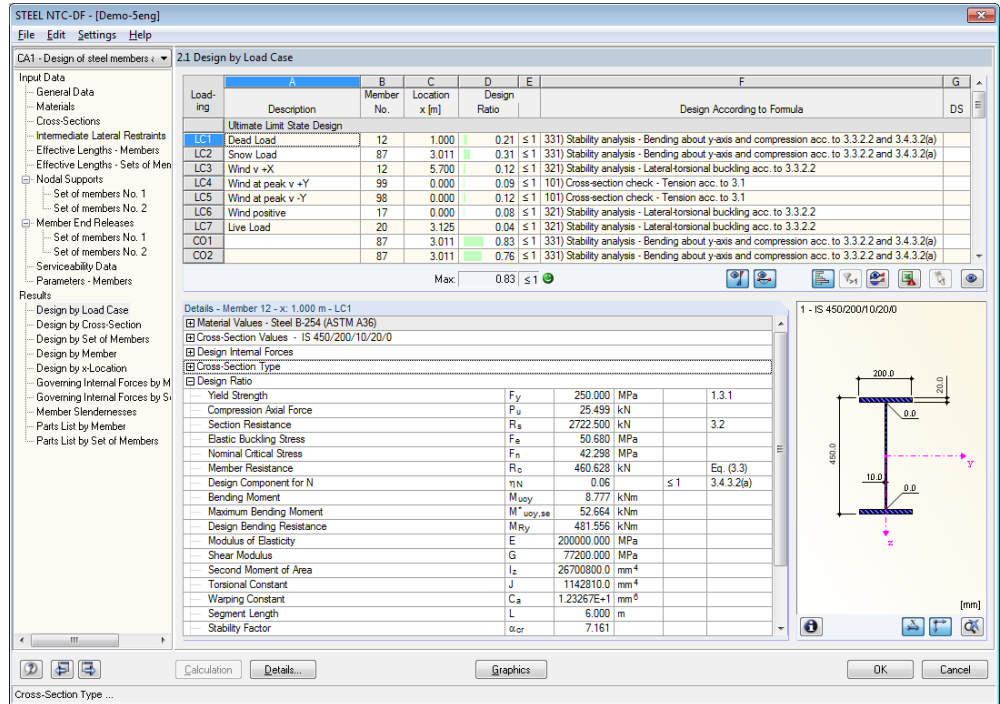 STEEL NTC-DF - [Demo-5eng]
File Edit Settings Help
CA1 - Design of steel members
2.1 Design by Load Case
Input Data
General Data
Materials
Cross-Sections
Intermediate Lateral Restraints
Effective Lengths - Members
Effective Lengths - Sets of Mem
Nodal Supports
Set of members No. 1
Set of members No. 2
Member End Releases
Set of members No. 1
Set of members No. 2
Serviceability Data
Parameters - Members
Results
Design by Load Case
Design by Cross-Section
Design by Set of Members
Design by Member
Design by x-Location
Governing Internal Forces by M
Governing Internal Forces by S
Member Slendernesses
Parts List by Member
Parts List by Set of Members
A B C D E F G
Load- Member Location Design
ing Description No. x [m] Ratio Design According to Formula DS
Ultimate Limit State Design
LC1 Dead Load 12 1.000 0.21 ≤ 1 331) Stability analysis - Bending about y-axis and compression acc. to 3.3.2.2 and 3.4.3.2(a)
LC2 Snow Load 87 3.011 0.31 ≤ 1 331) Stability analysis - Bending about y-axis and compression acc. to 3.3.2.2 and 3.4.3.2(a)
LC3 Wind v +X 12 5.700 0.12 ≤ 1 321) Stability analysis - Lateral-torsional buckling acc. to 3.3.2.2
LC4 Wind at peak v +Y 99 0.000 0.09 ≤ 1 101) Cross-section check - Tension acc. to 3.1
LC5 Wind at peak v -Y 98 0.000 0.12 ≤ 1 101) Cross-section check - Tension acc. to 3.1
LC6 Wind positive 17 0.000 0.08 ≤ 1 321) Stability analysis - Lateral-torsional buckling acc. to 3.3.2.2
LC7 Live Load 20 3.125 0.04 ≤ 1 321) Stability analysis - Lateral-torsional buckling acc. to 3.3.2.2
CO1 87 3.011 0.83 ≤ 1 331) Stability analysis - Bending about y-axis and compression acc. to 3.3.2.2 and 3.4.3.2(a)
CO2 87 3.011 0.76 ≤ 1 331) Stability analysis - Bending about y-axis and compression acc. to 3.3.2.2 and 3.4.3.2(a)
Max: 0.83 ≤ 1
Details - Member 12 - x: 1.000 m - LC1
Material Values - Steel B-254 (ASTM A36)
Cross-Section Values - IS 450/200/10/20/0
Design Internal Forces
Cross-Section Type
Design Ratio
Yield Strength Fy 250.000 MPa 1.3.1
Compression Axial Force Pu 25.499 kN
Section Resistance Rs 2722.500 kN 3.2
Elastic Buckling Stress Fe 50.680 MPa
Nominal Critical Stress Fn 42.298 MPa
Member Resistance Rc 460.628 kN Eq. (3.3)
Design Component for N ηN 0.06 ≤ 1 3.4.3.2(a)
Bending Moment Muoy 8.777 kNm
Maximum Bending Moment M*uoy,se 52.664 kNm
Design Bending Resistance MRy 481.556 kNm
Modulus of Elasticity E 200000.000 MPa
Shear Modulus G 77200.000 MPa
Second Moment of Area Iz 26700800.0 mm4
Torsional Constant J 1142810.0 mm4
Warping Constant Ca 1.23267E+1 mm6
Segment Length L 6.000 m
Stability Factor αcr 7.161
1 - IS 450/200/10/20/0
200.0
20.0
0.0
450.0
y
10.0
0.0
z
[mm]
Calculation Details... Graphics OK Cancel
Cross-Section Type ...